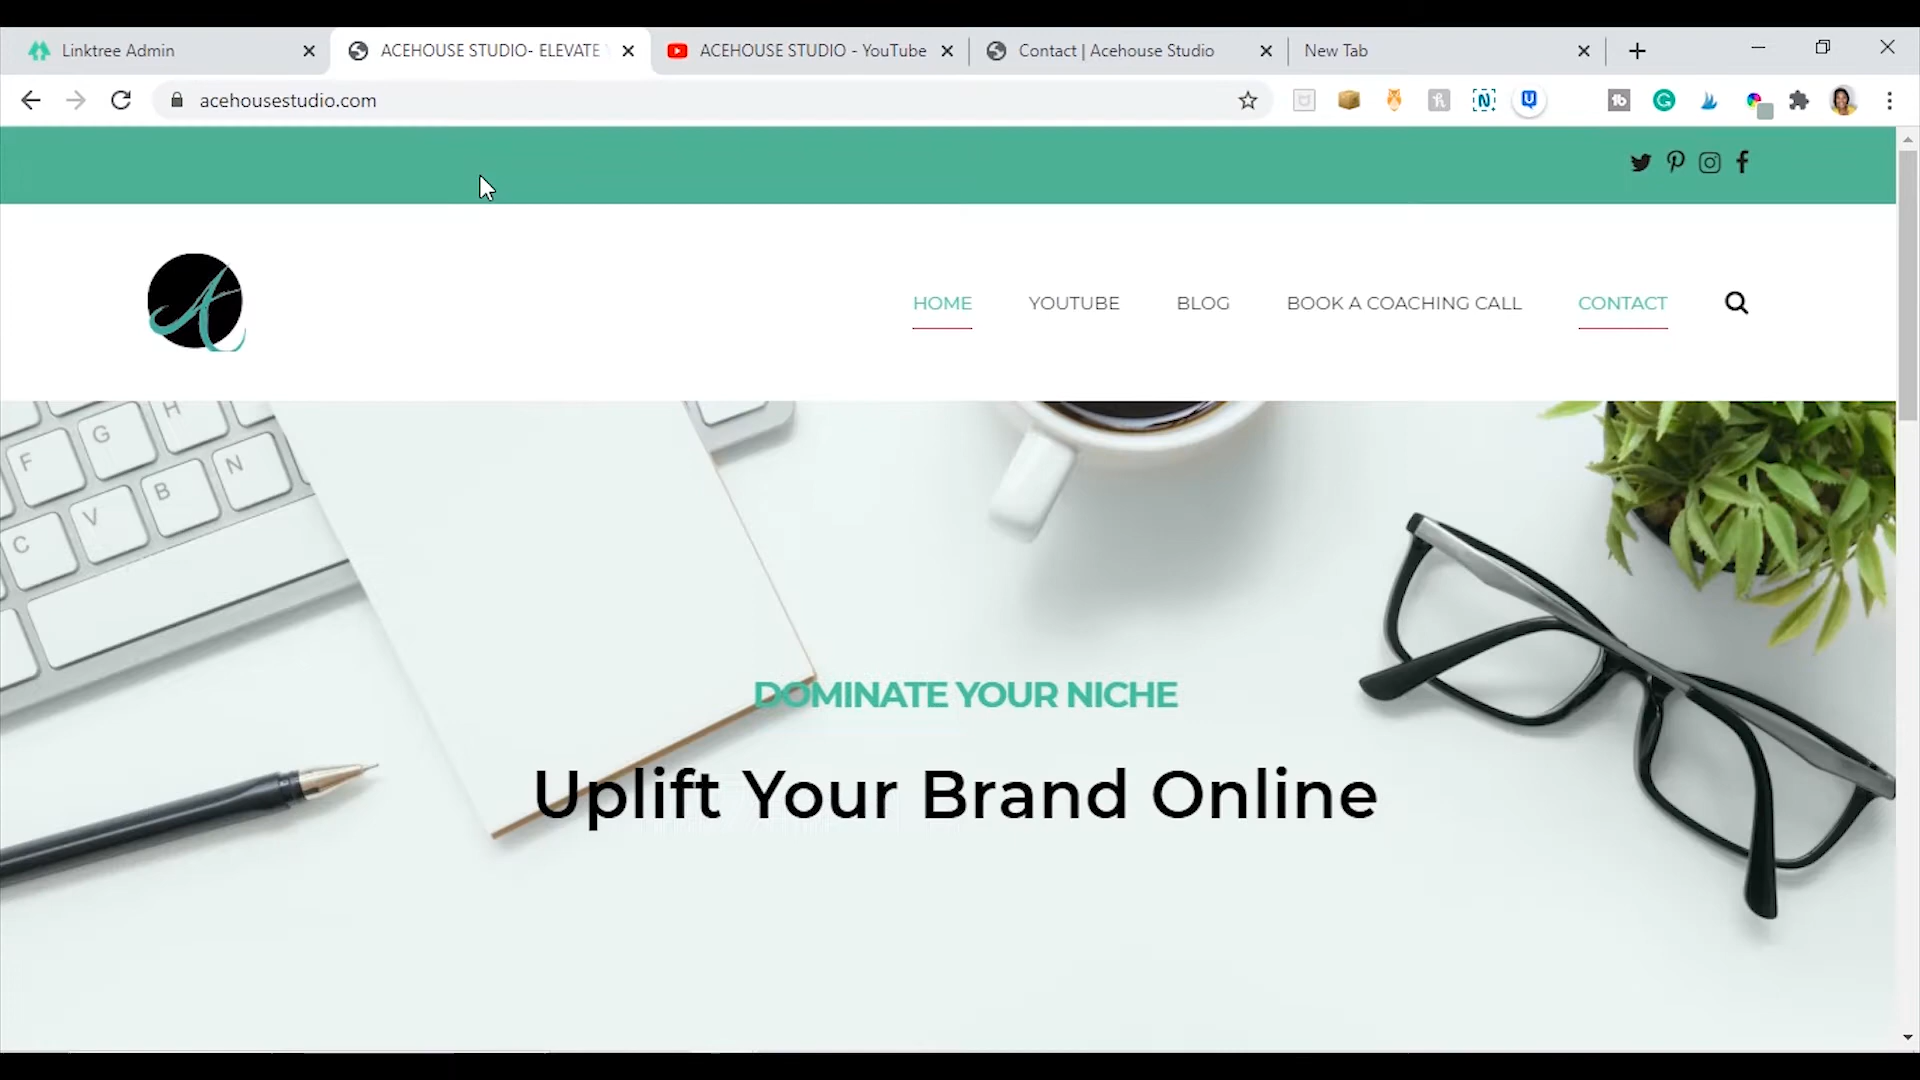 Linktree Admin
ACEHOUSE STUDIO- ELEVATE
ACEHOUSE STUDIO - YouTube
Contact | Acehouse Studio
New Tab
acehousestudio.com
HOME
YOUTUBE
BLOG
BOOK A COACHING CALL
CONTACT
H
G
F
N
B
V
C
DOMINATE YOUR NICHE
Uplift Your Brand Online